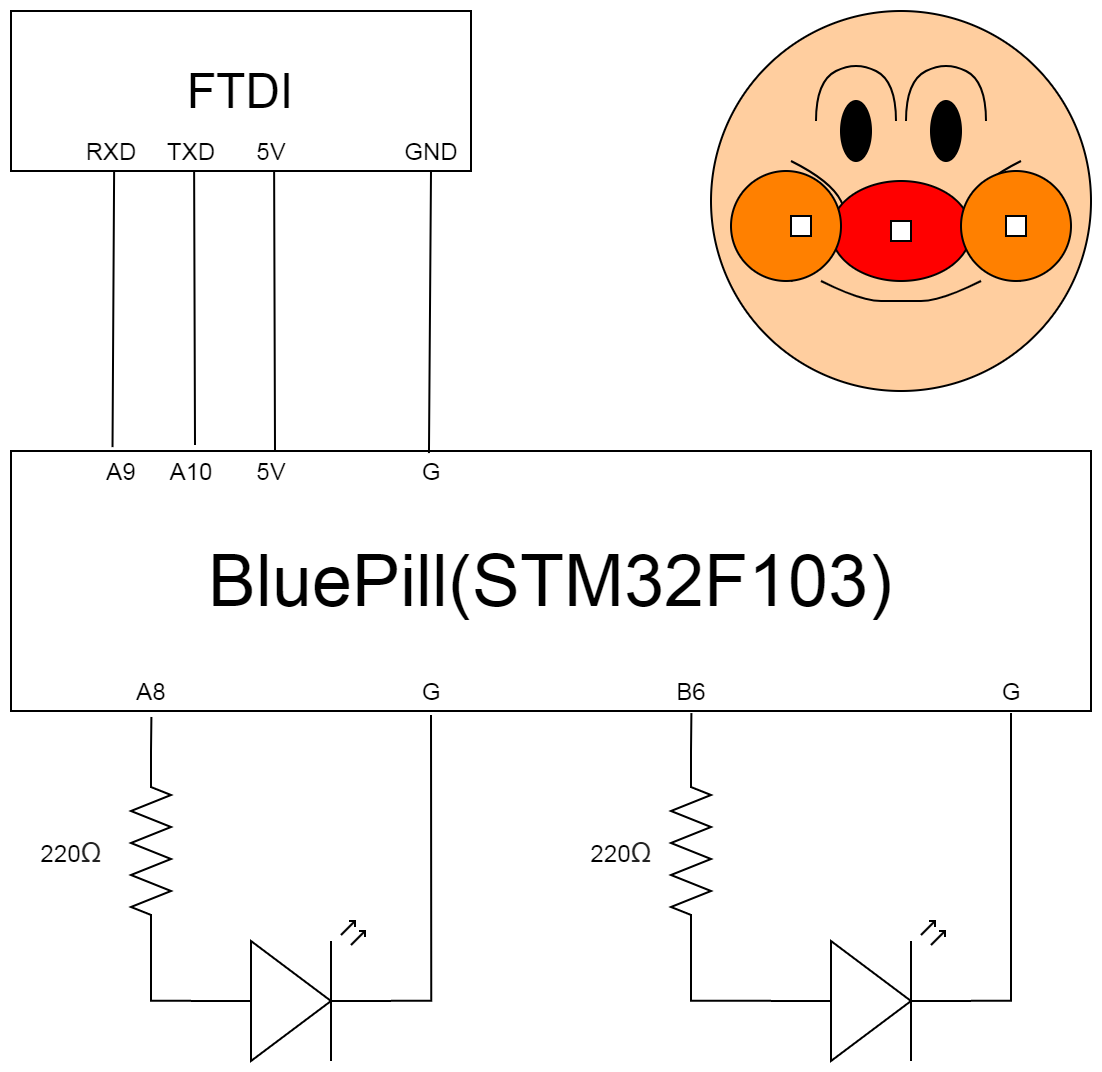 FTDI
RXD TXD 5V GND
A9 A10 5V G
BluePill(STM32F103)
A8 G B6 G
220Ω 220Ω